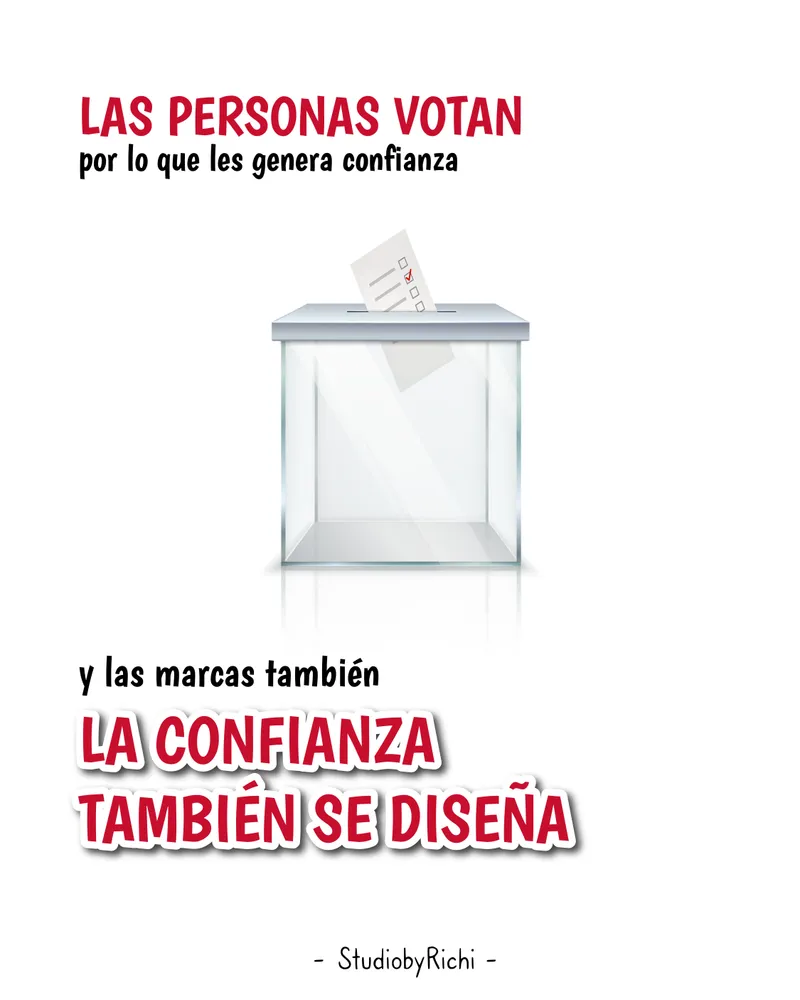 LAS PERSONAS VOTAN
por lo que les genera confianza
y las marcas también
LA CONFIANZA
TAMBIÉN SE DISEÑA
- StudiobyRichi -